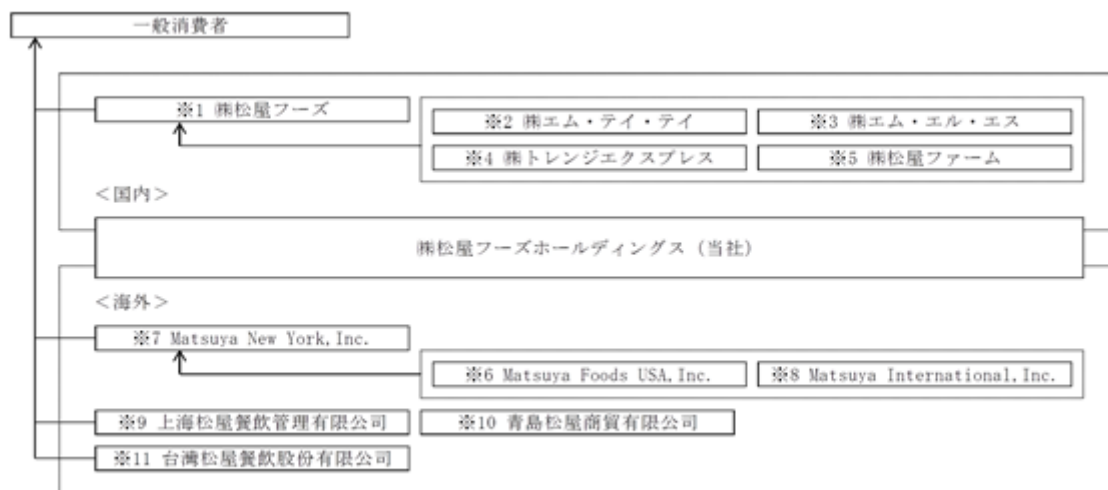 一般消費者
※1 ㈱松屋フーズ
※2 ㈱エム・テイ・テイ
※3 ㈱エム・エル・エス
※4 ㈱トレンジエクスプレス
※5 ㈱松屋ファーム
＜国内＞
㈱松屋フーズホールディングス（当社）
＜海外＞
※7 Matsuya New York,Inc.
※6 Matsuya Foods USA,Inc.
※8 Matsuya International,Inc.
※9 上海松屋餐飲管理有限公司
※10 青島松屋商貿有限公司
※11 台灣松屋餐飲股份有限公司